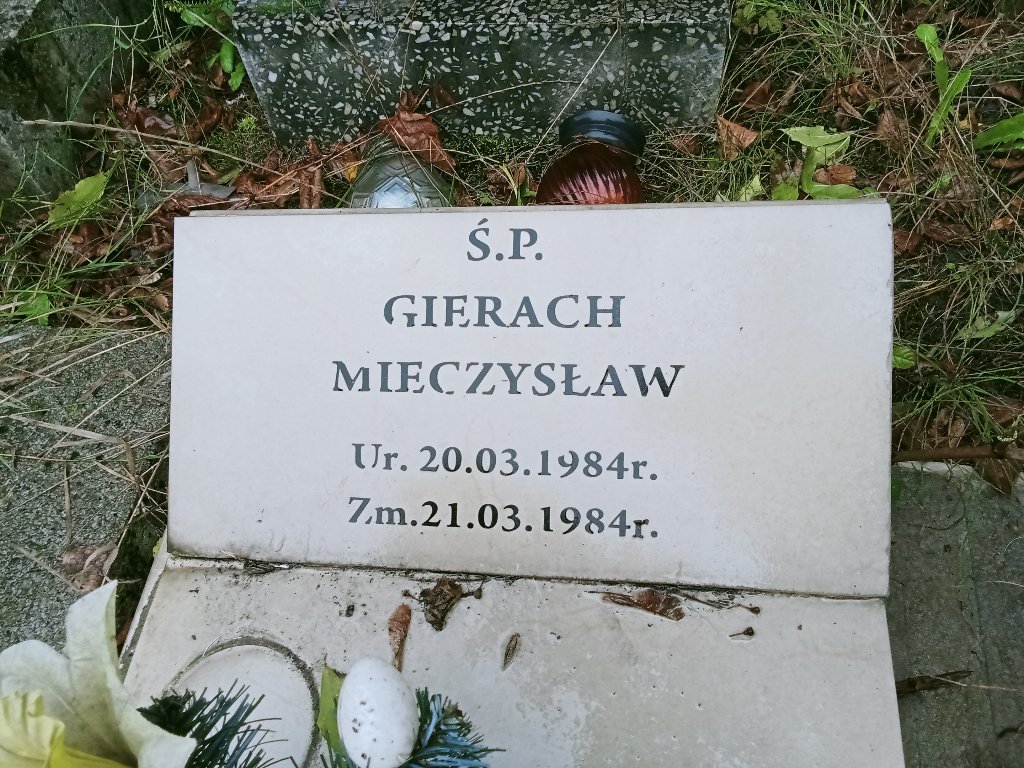 Ś.P.
GIERACH
MIECZYSŁAW
Ur. 20.03.1984r.
Zm.21.03.1984r.